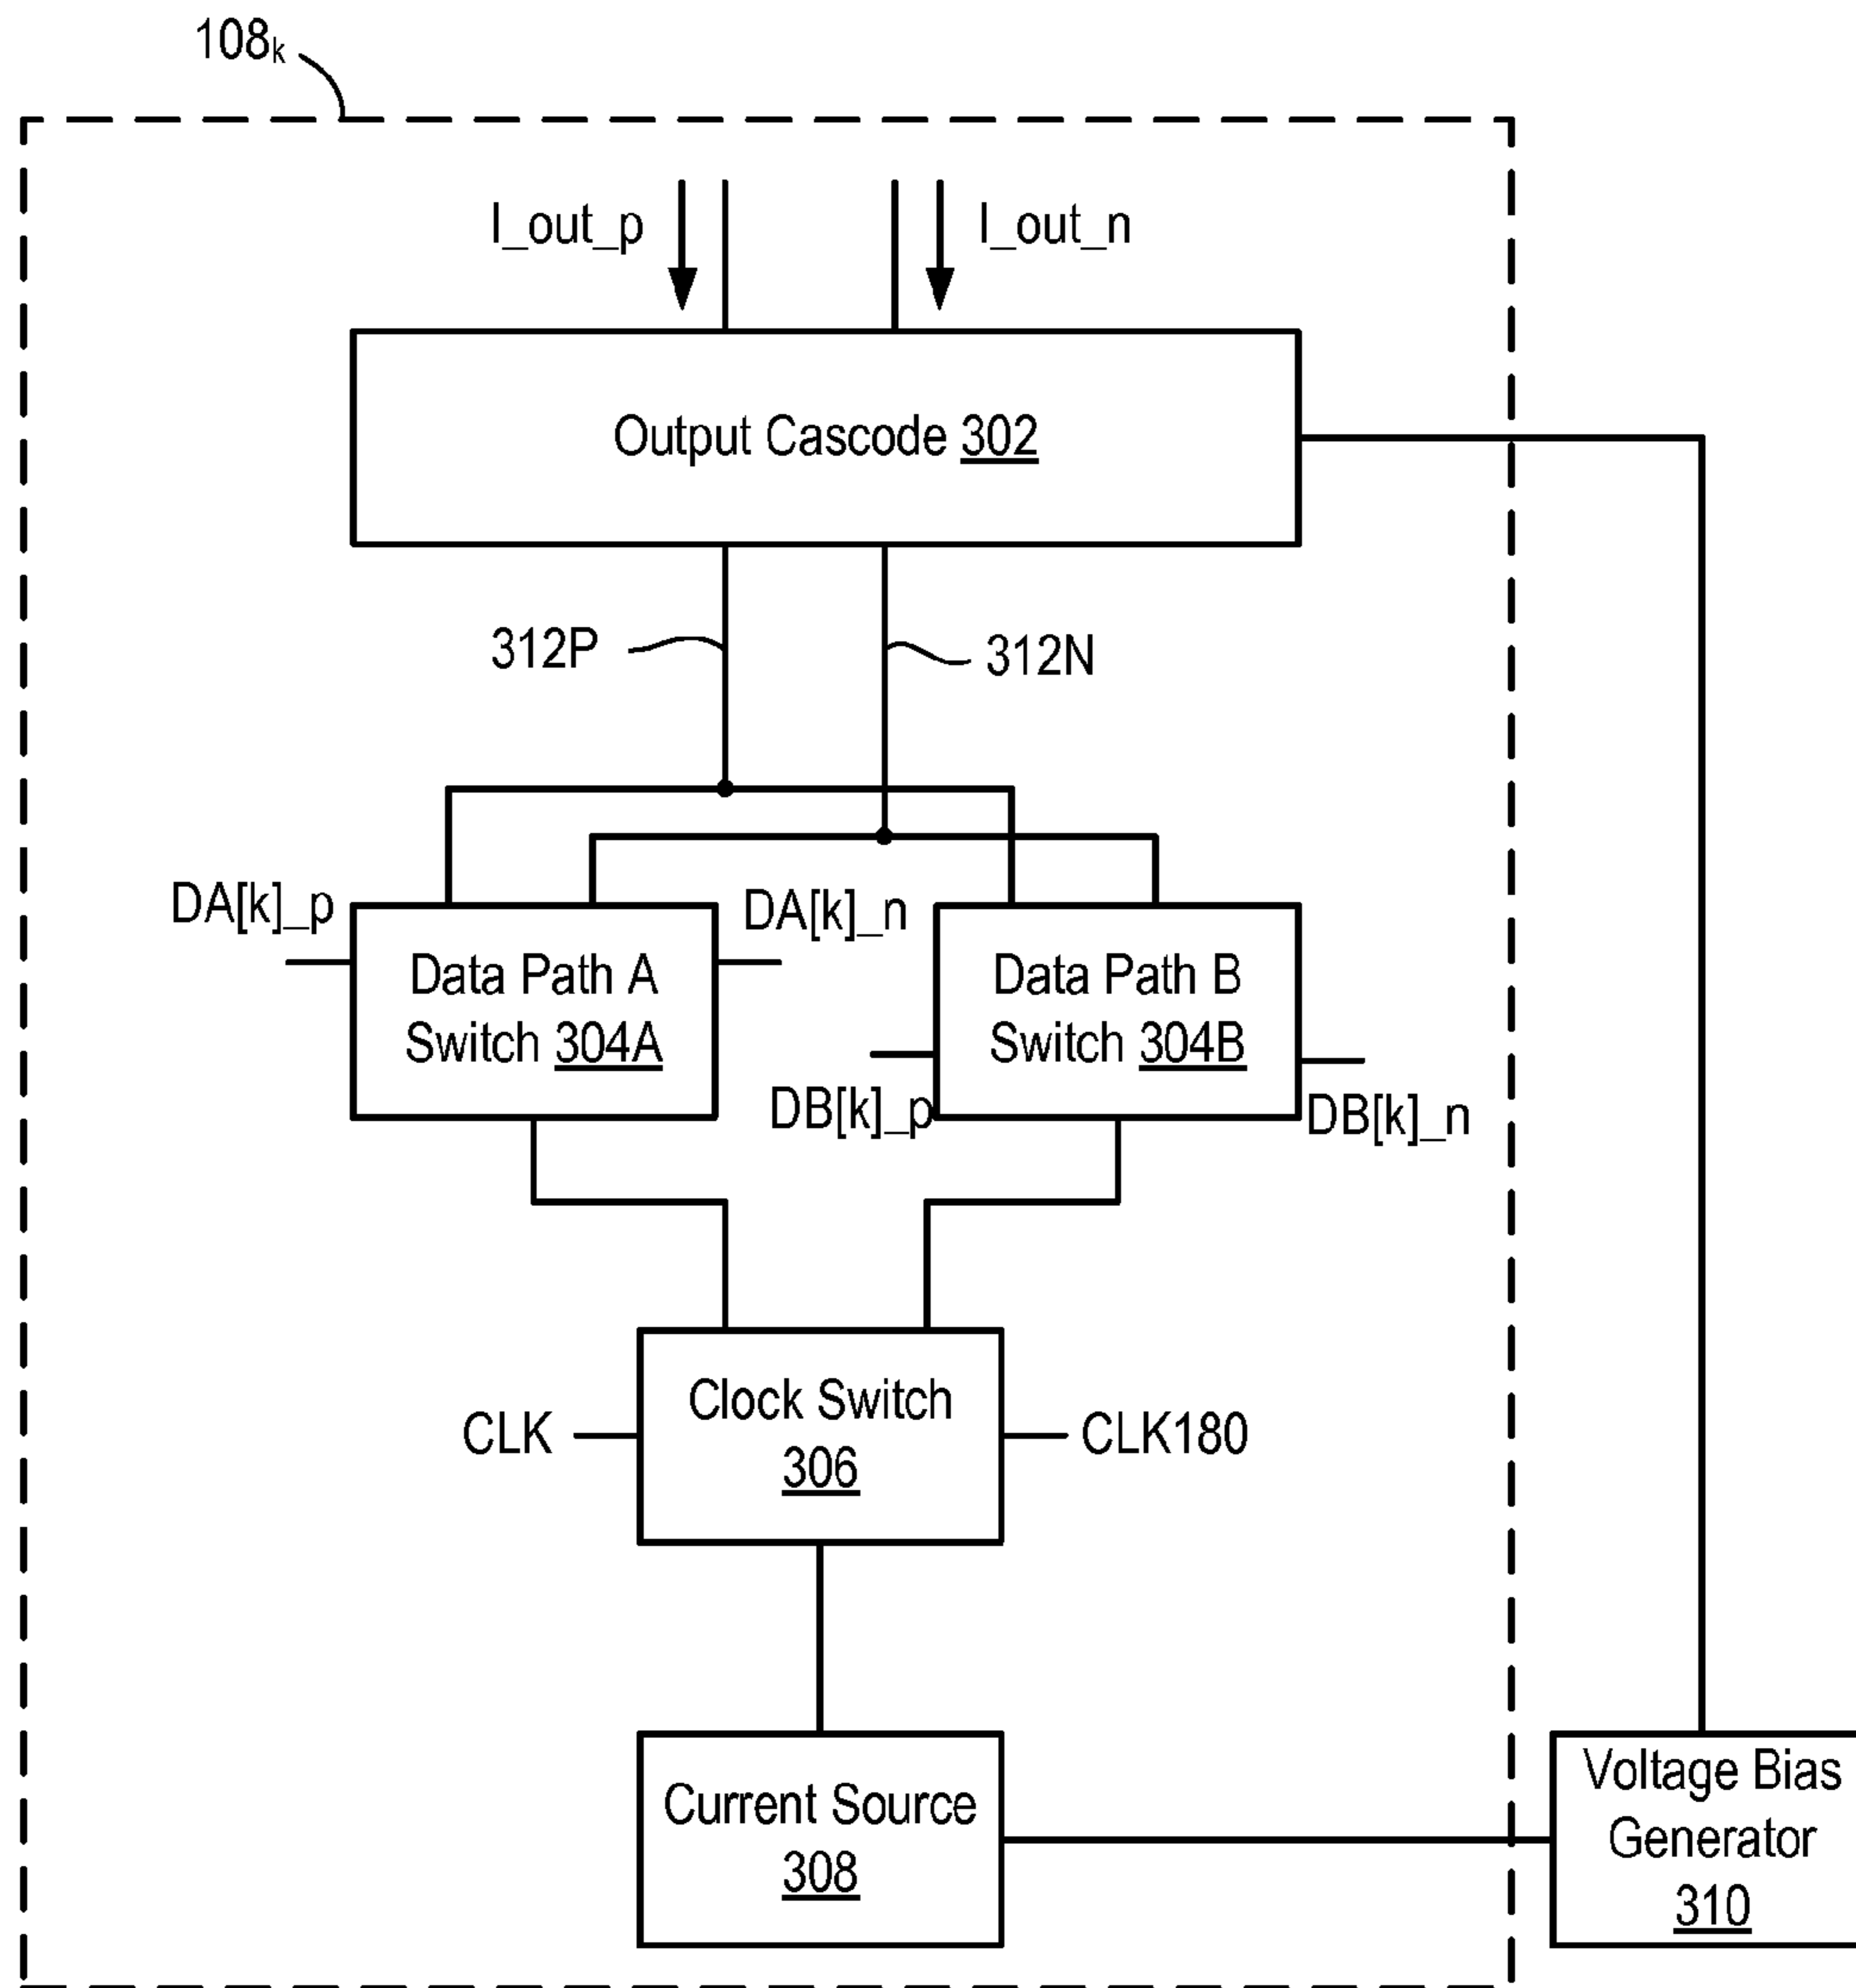 108k
I_out_p
I_out_n
Output Cascode 302
312P
312N
DA[k]_p
DA[k]_n
Data Path A
Switch 304A
Data Path B
Switch 304B
DB[k]_p
DB[k]_n
Clock Switch
306
CLK
CLK180
Current Source
308
Voltage Bias
Generator
310